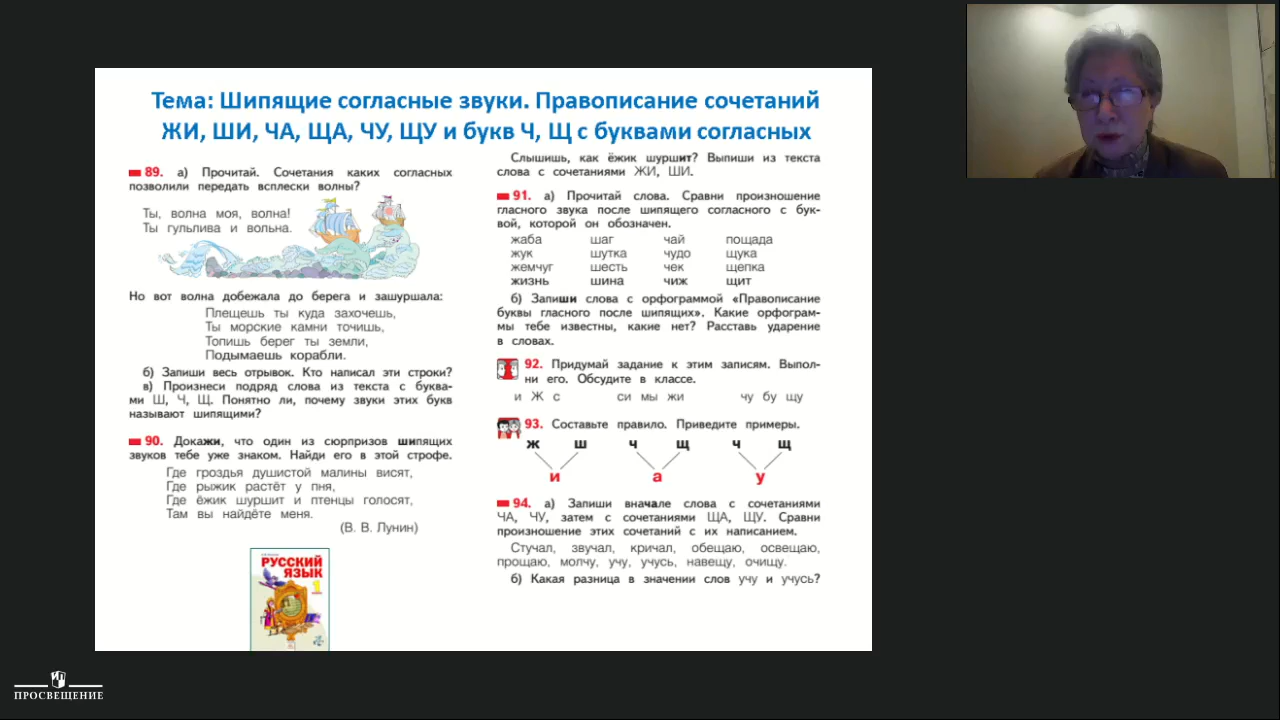 Тема: Шипящие согласные звуки. Правописание сочетаний
ЖИ, ШИ, ЧА, ЩА, ЧУ, ЩУ и букв Ч, Щ с буквами согласных
89. а) Прочитай. Сочетания каких согласных
позволили передать всплески волны?
Ты, волна моя, волна!
Ты гульлива и вольна.
Но вот волна добежала до берега и зашуршала:
Плещешь ты куда захочешь,
Ты морские камни точишь,
Топишь берег ты земли,
Подымаешь корабли.
б) Запиши весь отрывок. Кто написал эти строки?
в) Произнеси подряд слова из текста с буква-
ми Ш, Ч, Щ. Понятно ли, почему звуки этих букв
называют шипящими?
90. Докажи, что один из сюрпризов шипящих
звуков тебе уже знаком. Найди его в этой строфе.
Где гроздья душистой малины висят,
Где рыжик растёт у пня,
Где ёжик шуршит и птенцы голосят,
Там вы найдёте меня.
(В. В. Лунин)
РУССКИЙ
ЯЗЫК
1
Слышишь, как ёжик шуршит? Выпиши из текста
слова с сочетаниями ЖИ, ШИ.
91. а) Прочитай слова. Сравни произношение
гласного звука после шипящего согласного с бук-
вой, которой он обозначен.
жаба шаг чай пощада
жук шутка чудо щука
жемчуг шесть чек щепка
жизнь шина чиж щит
б) Запиши слова с орфограммой «Правописание
буквы гласного после шипящих». Какие орфограм-
мы тебе известны, какие нет? Расставь ударение
в словах.
92. Придумай задание к этим записям. Выпол-
ни его. Обсудите в классе.
и Ж с си мы жи чу бу щу
93. Составьте правило. Приведите примеры.
ж ш ч щ ч щ
и а у
94. а) Запиши вначале слова с сочетаниями
ЧА, ЧУ, затем с сочетаниями ЩА, ЩУ. Сравни
произношение этих сочетаний с их написанием.
Стучал, звучал, кричал, обещаю, освещаю,
прощаю, молчу, учу, учусь, навещу, очищу.
б) Какая разница в значении слов учу и учусь?
ПРОСВЕЩЕНИЕ